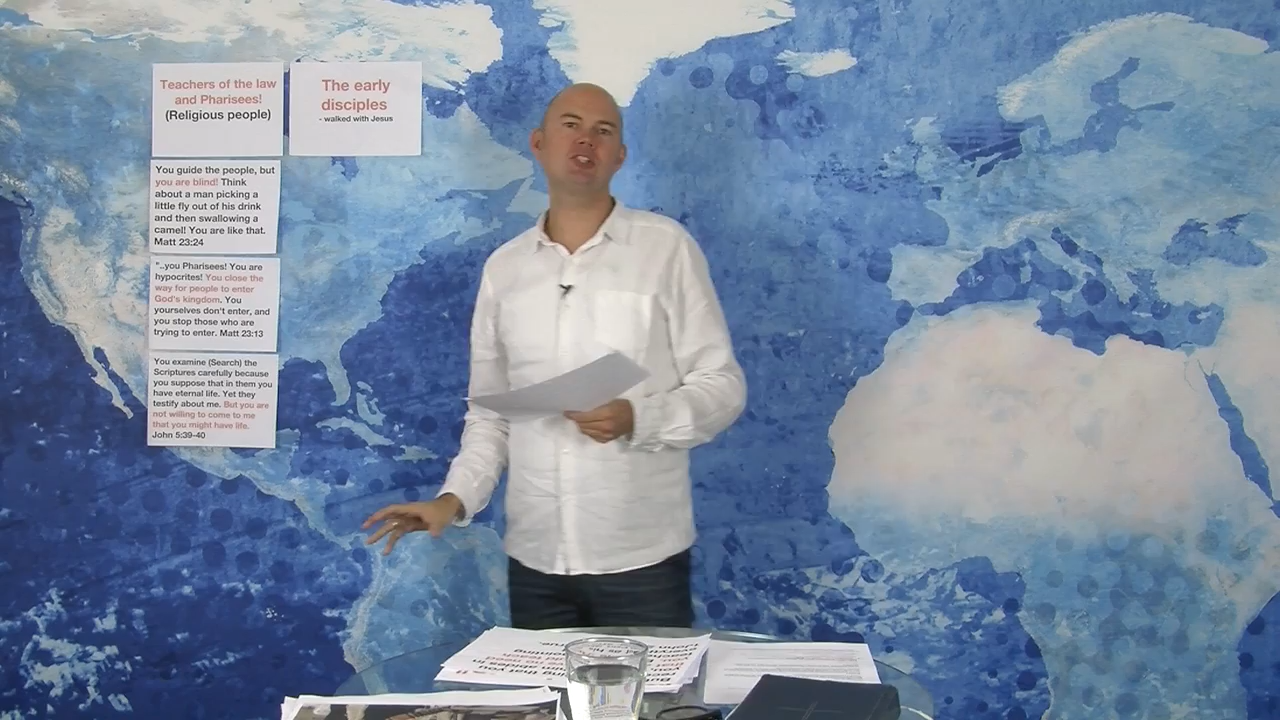 Teachers of the law
and Pharisees!
(Religious people)
The early
disciples
- walked with Jesus
You guide the people, but
you are blind! Think
about a man picking a
little fly out of his drink
and then swallowing a
camel! You are like that.
Matt 23:24
"..you Pharisees! You are
hypocrites! You close the
way for people to enter
God's kingdom. You
yourselves don't enter, and
you stop those who are
trying to enter. Matt 23:13
You examine (Search) the
Scriptures carefully because
you suppose that in them you
have eternal life. Yet they
testify about me. But you are
not willing to come to me
that you might have life.
John 5:39-40